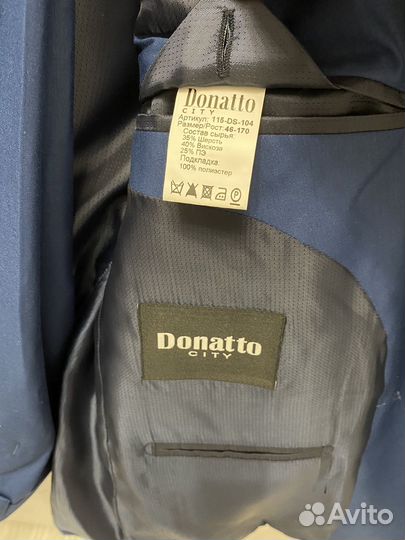 Donatto
CITY
Артикул: 115-DS-104
Размер/Рост: 46-170
Состав сырья:
35% Шерсть
40% Вискоза
25% ПЭ
Подкладка:
100% полиэстер
P
Donatto
CITY
Avito